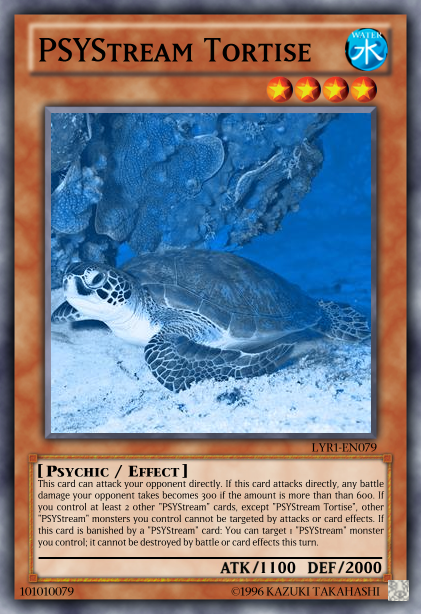 PSYStream Tortise
WATER
水
LYR1-EN079
[ Psychic / Effect ]
This card can attack your opponent directly. If this card attacks directly, any battle
damage your opponent takes becomes 300 if the amount is more than than 600. If
you control at least 2 other "PSYStream" cards, except "PSYStream Tortise", other
"PSYStream" monsters you control cannot be targeted by attacks or card effects. If
this card is banished by a "PSYStream" card: You can target 1 "PSYStream" monster
you control; it cannot be destroyed by battle or card effects this turn.
ATK/1100 DEF/2000
101010079 ©1996 KAZUKI TAKAHASHI